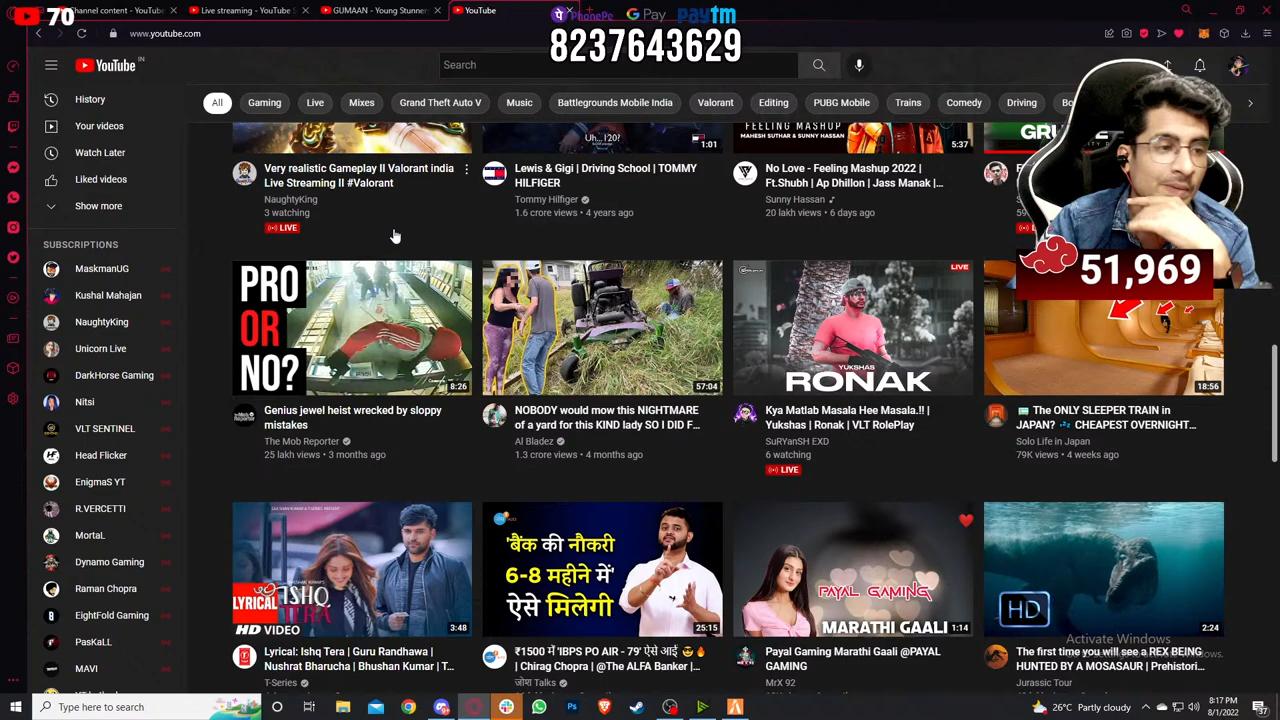 70
Channel content - Y
Live streaming - YouTube S
GUMAAN - Young Stunners
YouTube
PhonePe
G Pay
paytm
8237643629
www.youtube.com
YouTube IN
Search
History
Your videos
Watch Later
Liked videos
Show more
SUBSCRIPTIONS
MaskmanUG
Kushal Mahajan
NaughtyKing
Unicorn Live
DarkHorse Gaming
Nitsi
VLT SENTINEL
Head Flicker
EnigmaS YT
R.VERCETTI
MortaL
Dynamo Gaming
Raman Chopra
EightFold Gaming
PasKaLL
MAVI
All
Gaming
Live
Mixes
Grand Theft Auto V
Music
Battlegrounds Mobile India
Valorant
Editing
PUBG Mobile
Trains
Comedy
Driving
Bo
Very realistic Gameplay II Valorant india
Live Streaming II #Valorant
NaughtyKing
3 watching
LIVE
Uh...120?
1:01
Lewis & Gigi | Driving School | TOMMY
HILFIGER
Tommy Hilfiger
1.6 crore views • 4 years ago
FEELING MASHUP
MAHESH SUTHAR & SUNNY HASSAN
5:37
No Love - Feeling Mashup 2022 |
Ft.Shubh | Ap Dhillon | Jass Manak |...
Sunny Hassan
20 lakh views • 6 days ago
51,969
PRO
OR
NO?
8:26
Genius jewel heist wrecked by sloppy
mistakes
The Mob Reporter
25 lakh views • 3 months ago
57:04
NOBODY would mow this NIGHTMARE
of a yard for this KIND lady SO I DID F...
Al Bladez
1.3 crore views • 4 months ago
LIVE
YUKSHAS
RONAK
Kya Matlab Masala Hee Masala.!! |
Yukshas | Ronak | VLT RolePlay
SuRYanSH EXD
6 watching
LIVE
18:56
The ONLY SLEEPER TRAIN in
JAPAN? CHEAPEST OVERNIGHT...
Solo Life in Japan
79K views • 4 weeks ago
LYRICAL
ISHQ
TERA
HD VIDEO
3:48
Lyrical: Ishq Tera | Guru Randhawa |
Nushrat Bharucha | Bhushan Kumar | T...
T-Series
'बैंक की नौकरी
6-8 महीने में'
ऐसे मिलेगी
25:15
₹1500 में 'IBPS PO AIR - 79' ऐसे आई
| Chirag Chopra | @The ALFA Banker |
जोश Talks
PAYAL GAMING
MARATHI GAALI
1:14
Payal Gaming Marathi Gaali @PAYAL
GAMING
MrX 92
HD
2:24
The first time you will see a REX BEING
HUNTED BY A MOSASAUR | Prehistori...
Jurassic Tour
Activate Windows
Type here to search
26°C Partly cloudy
8:17 PM
8/1/2022
37